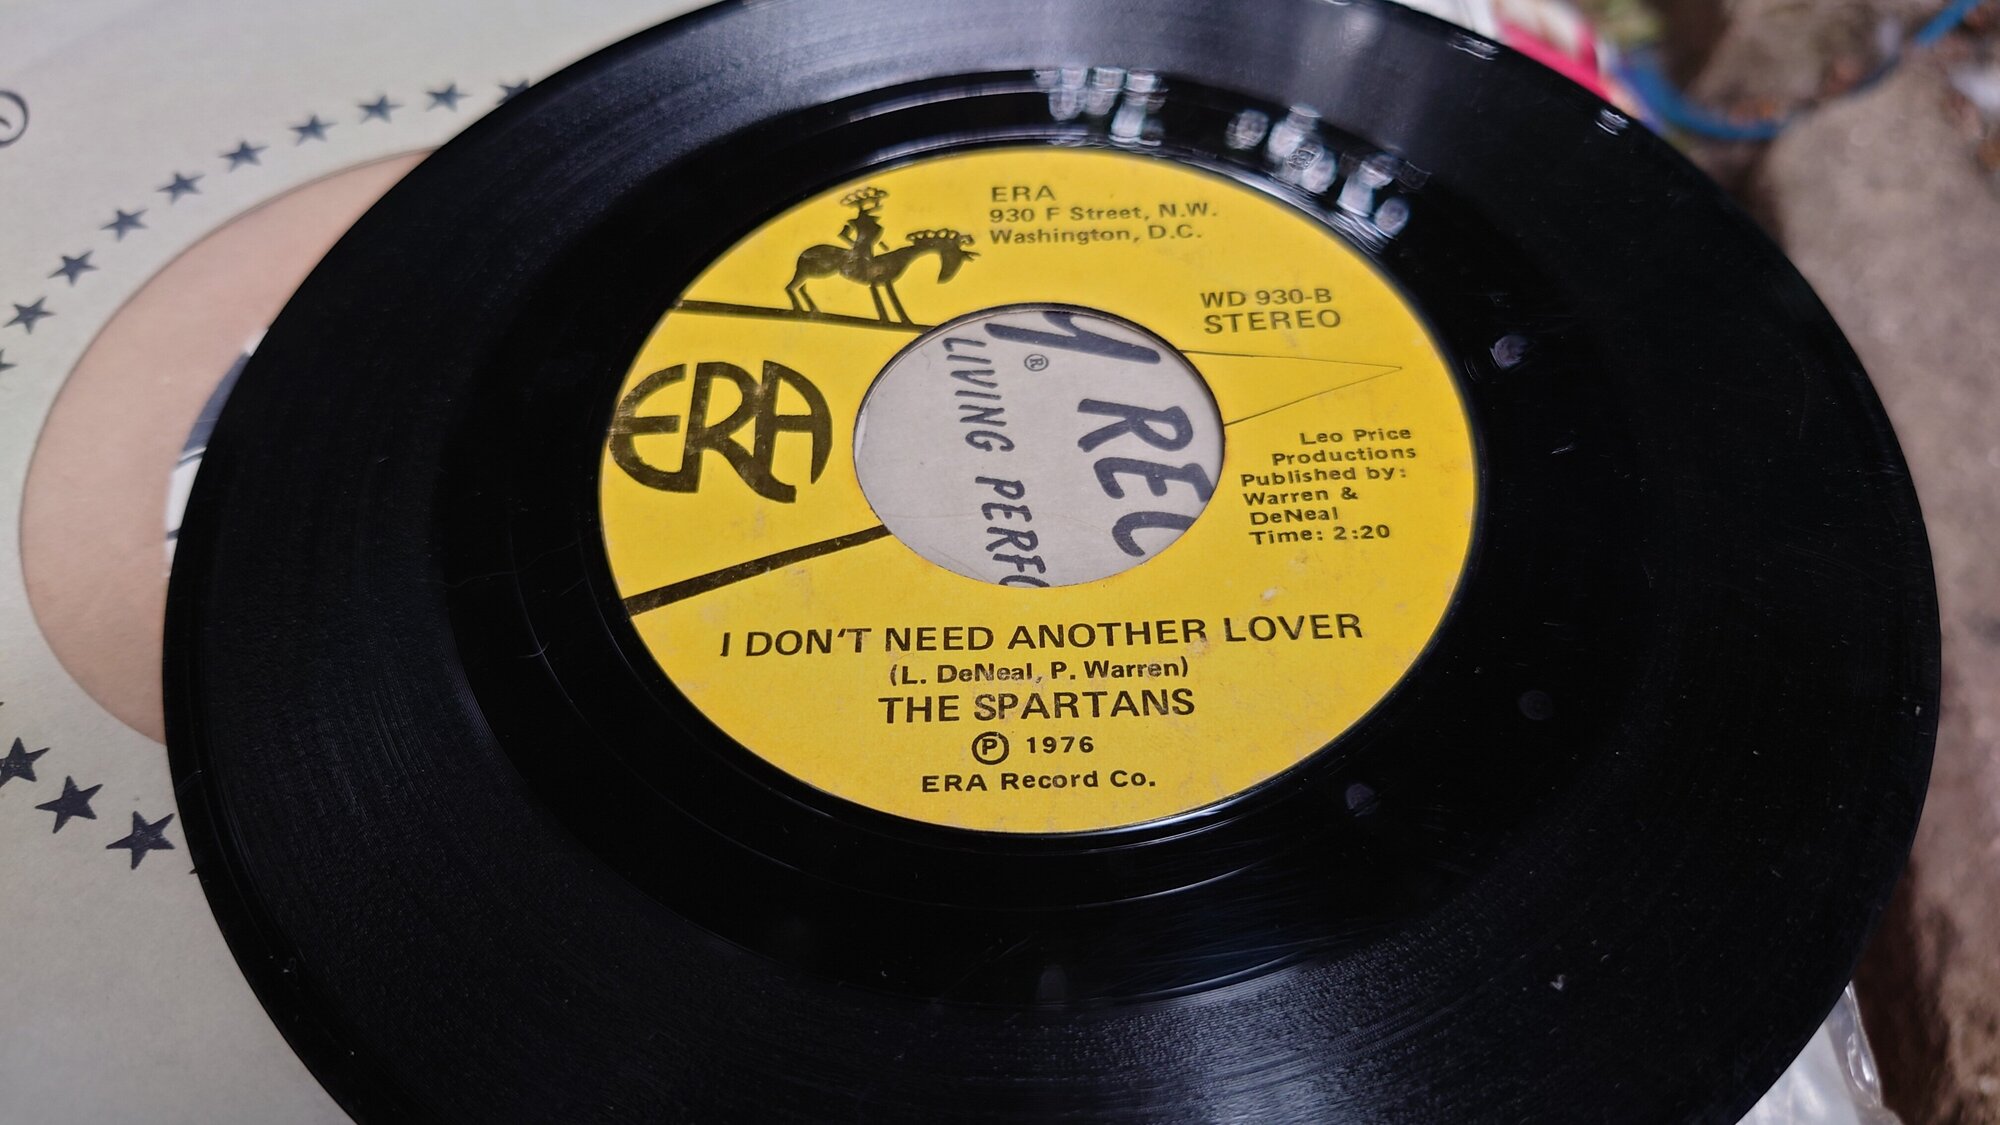 ERA
930 F Street, N.W.
Washington, D.C.
WD 930-B
STEREO
ERA
Leo Price
Productions
Published by:
Warren &
DeNeal
Time: 2:20
I DON'T NEED ANOTHER LOVER
(L. DeNeal, P. Warren)
THE SPARTANS
Ⓟ 1976
ERA Record Co.
®
LIVING